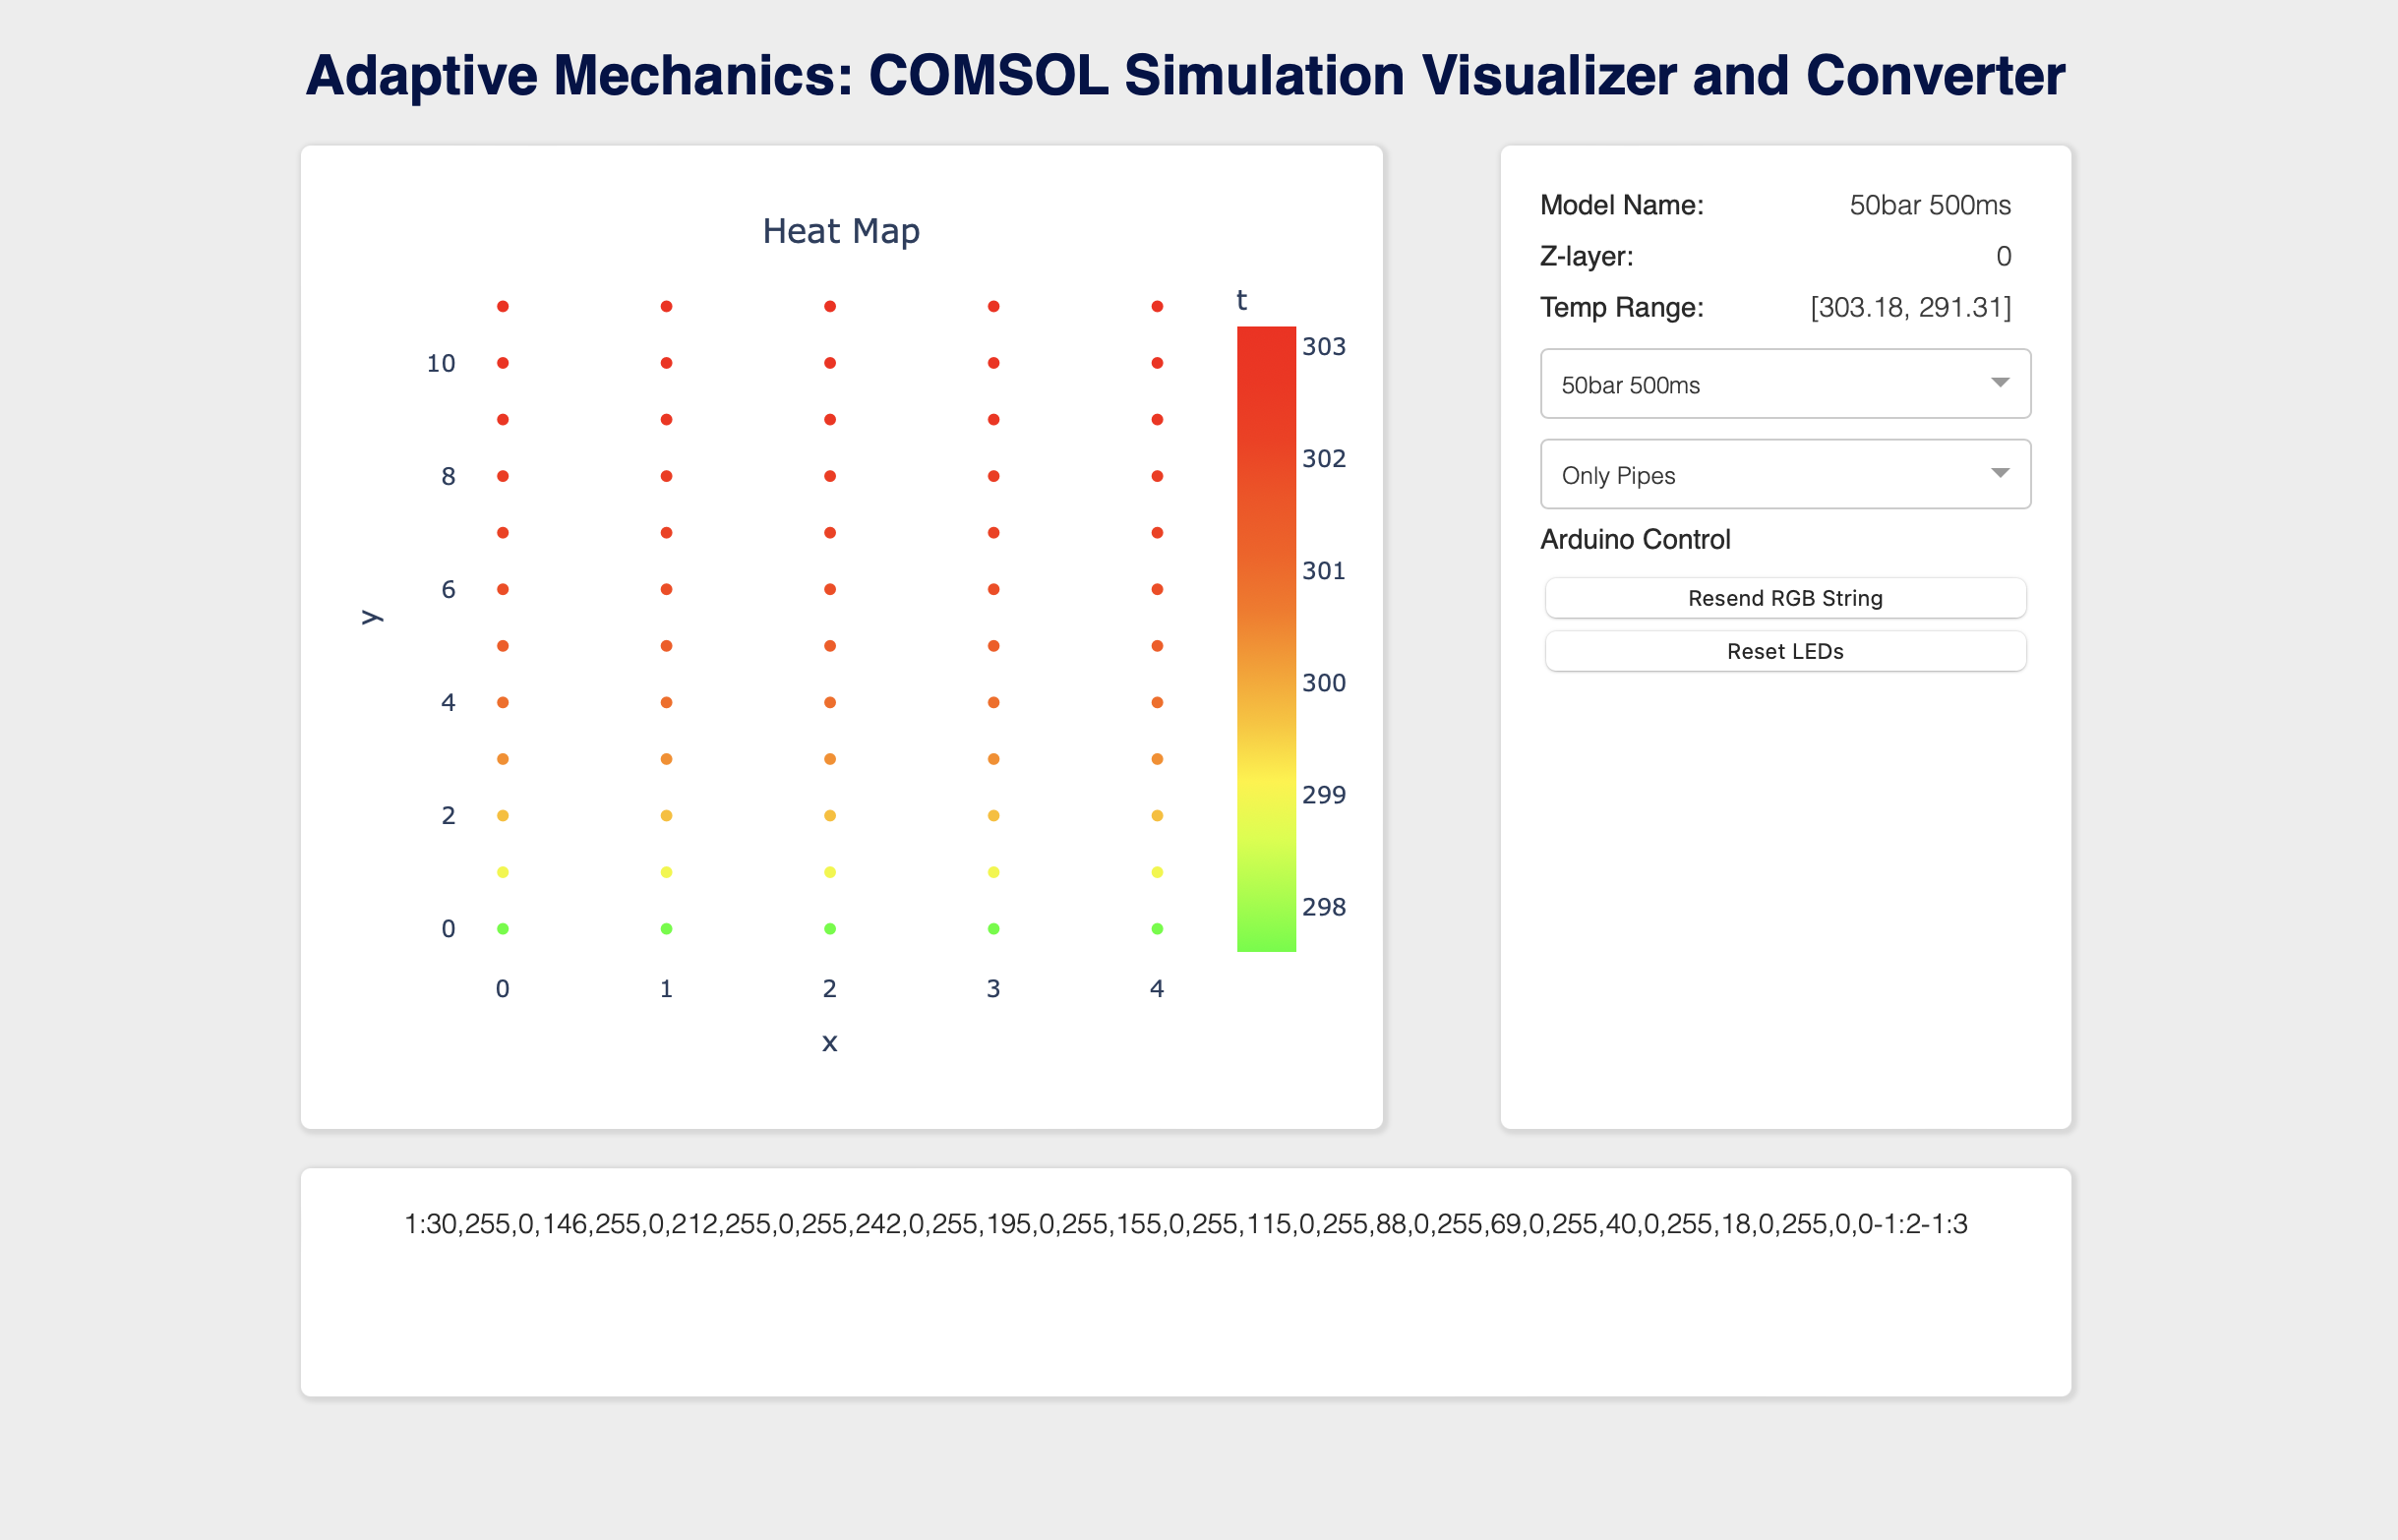 Adaptive Mechanics: COMSOL Simulation Visualizer and Converter
Heat Map
t
303
302
301
300
299
298
10
8
6
4
2
0
y
0 1 2 3 4
x
Model Name: 50bar 500ms
Z-layer: 0
Temp Range: [303.18, 291.31]
50bar 500ms
Only Pipes
Arduino Control
Resend RGB String
Reset LEDs
1:30,255,0,146,255,0,212,255,0,255,242,0,255,195,0,255,155,0,255,115,0,255,88,0,255,69,0,255,40,0,255,18,0,255,0,0-1:2-1:3